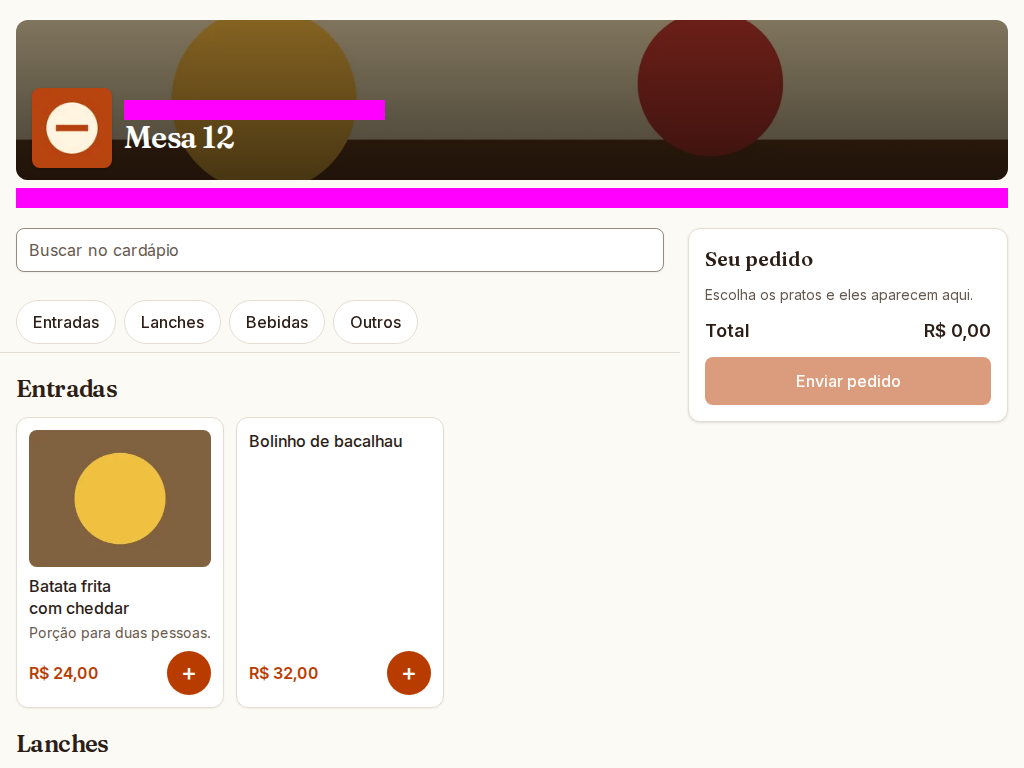 Mesa 12
Buscar no cardápio
Entradas
Lanches
Bebidas
Outros
Entradas
Batata frita
com cheddar
Porção para duas pessoas.
R$ 24,00
+
Bolinho de bacalhau
R$ 32,00
+
Lanches
Seu pedido
Escolha os pratos e eles aparecem aqui.
Total R$ 0,00
Enviar pedido